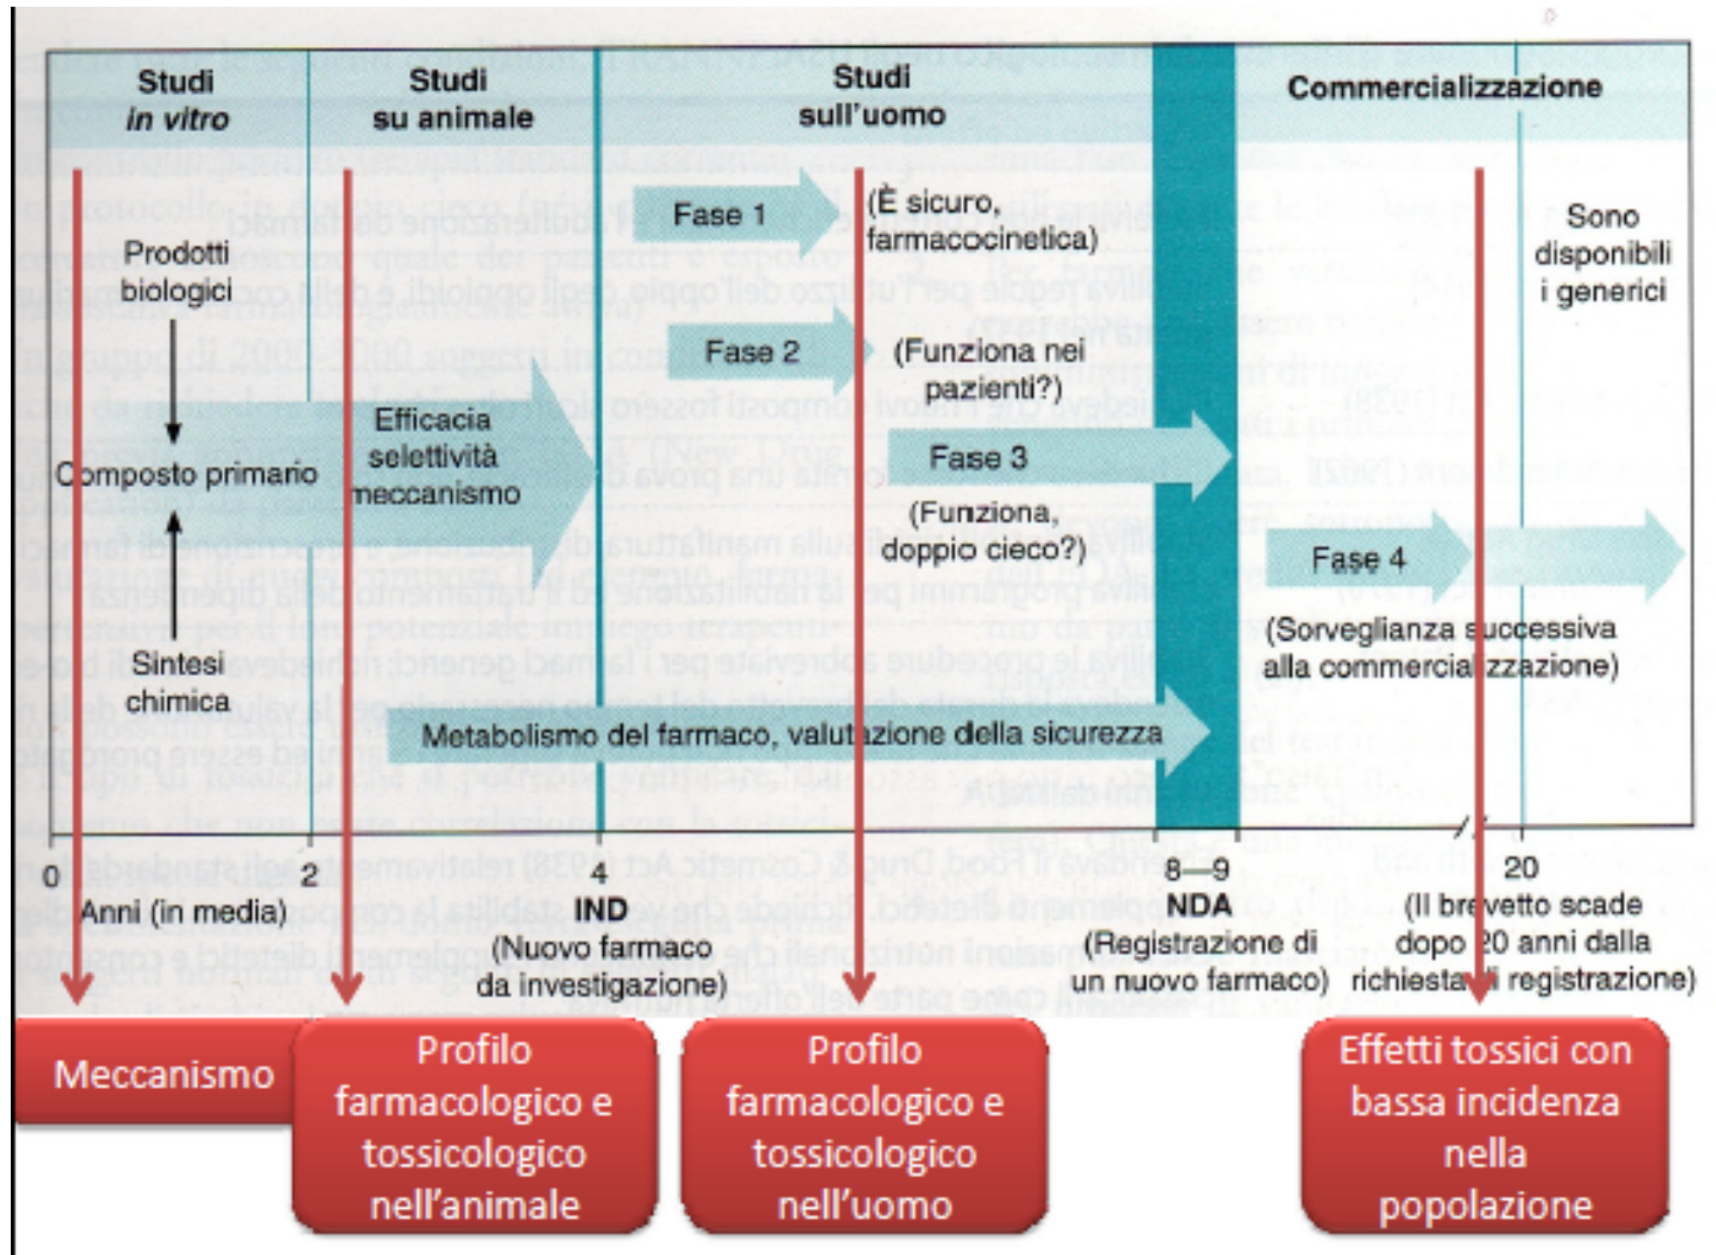 Studi
in vitro
Studi
su animale
Studi
sull'uomo
Commercializzazione
Prodotti
biologici
Composto primario
Sintesi
chimica
Efficacia
selettività
meccanismo
Fase 1
(È sicuro,
farmacocinetica)
Fase 2
(Funziona nei
pazienti?)
Fase 3
(Funziona,
doppio cieco?)
Metabolismo del farmaco, valutazione della sicurezza
Fase 4
(Sorveglianza successiva
alla commercializzazione)
Sono
disponibili
i generici
0
2
4
8—9
20
Anni (in media)
IND
(Nuovo farmaco
da investigazione)
NDA
(Registrazione di
un nuovo farmaco)
(Il brevetto scade
dopo 20 anni dalla
richiesta di registrazione)
Meccanismo
Profilo
farmacologico e
tossicologico
nell'animale
Profilo
farmacologico e
tossicologico
nell'uomo
Effetti tossici con
bassa incidenza
nella
popolazione